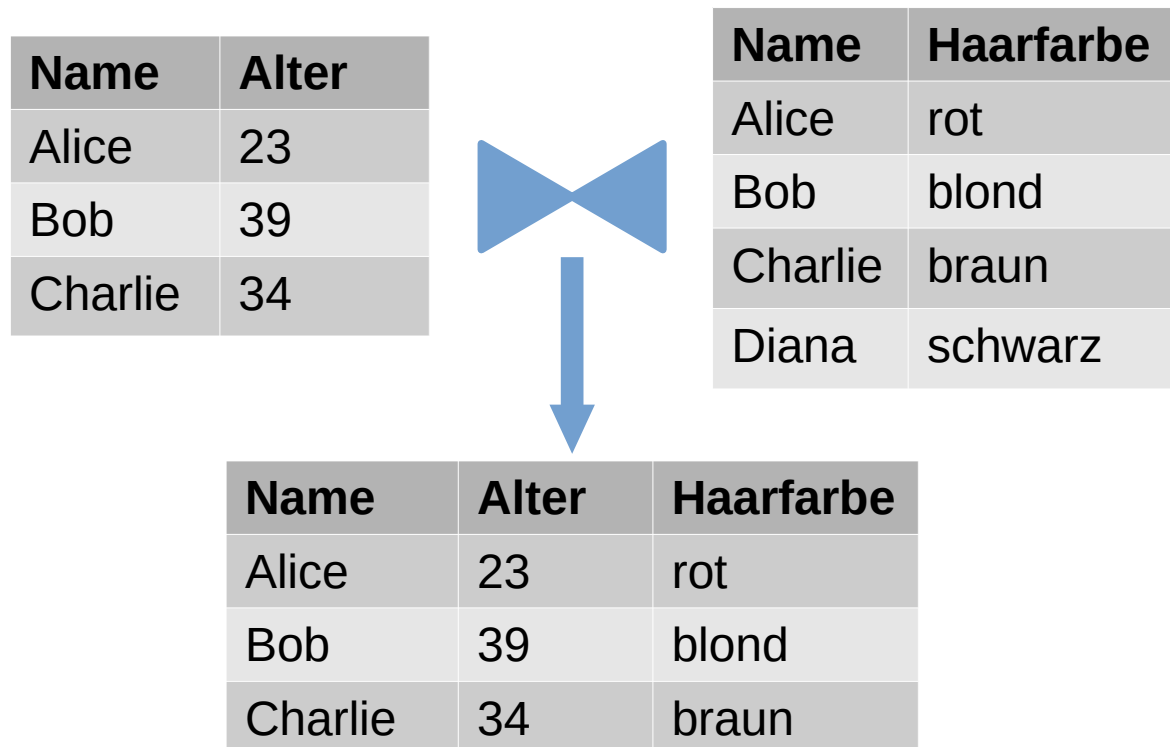 Name Alter
Alice 23
Bob 39
Charlie 34
Name Haarfarbe
Alice rot
Bob blond
Charlie braun
Diana schwarz
Name Alter Haarfarbe
Alice 23 rot
Bob 39 blond
Charlie 34 braun